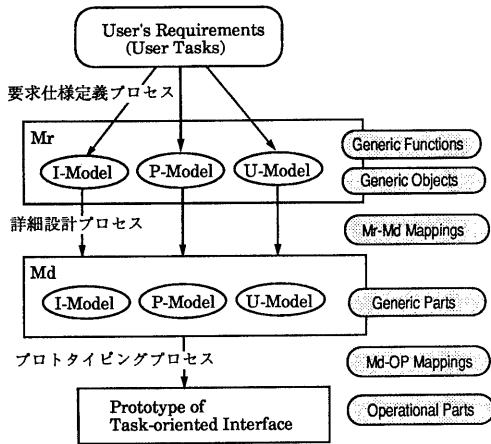 User's Requirements
(User Tasks)
要求仕様定義プロセス
Mr
I-Model
P-Model
U-Model
Generic Functions
Generic Objects
詳細設計プロセス
Mr-Md Mappings
Md
I-Model
P-Model
U-Model
Generic Parts
プロトタイピングプロセス
Md-OP Mappings
Prototype of
Task-oriented Interface
Operational Parts